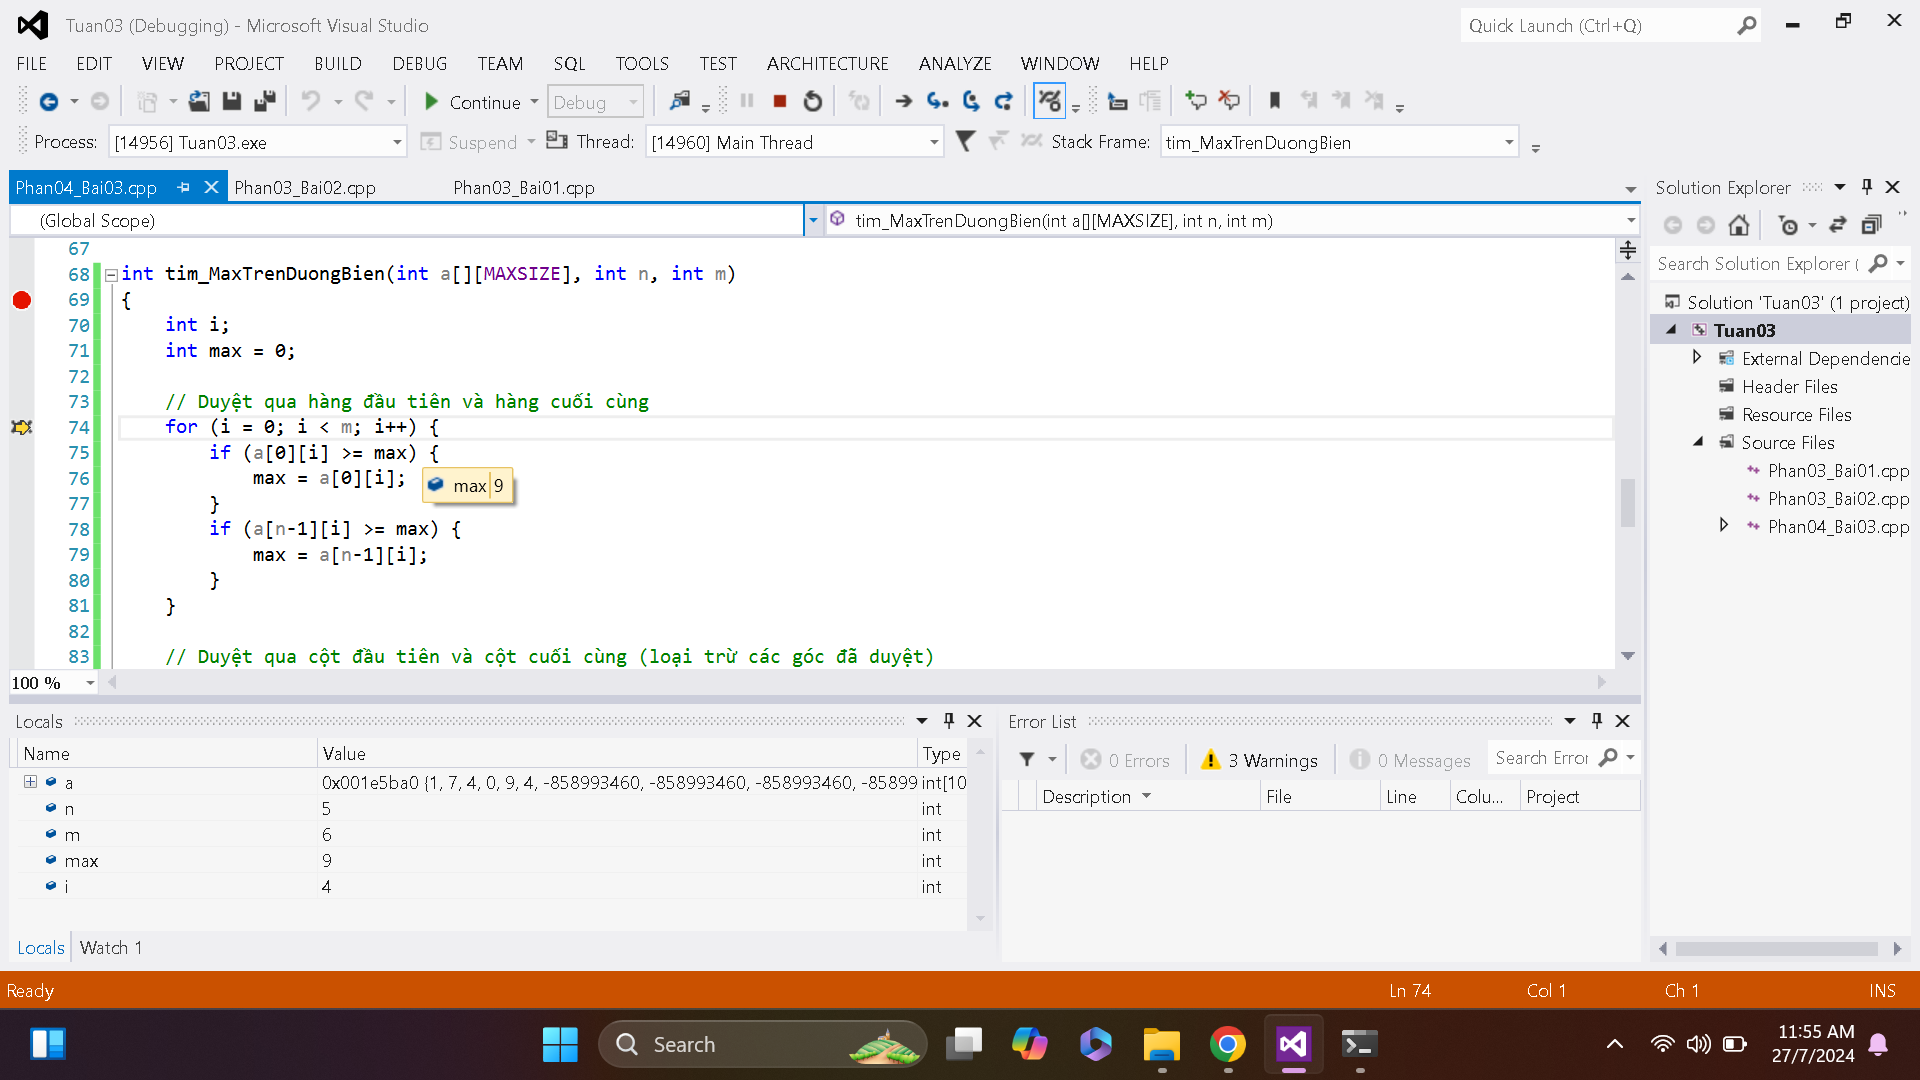 Tuan03 (Debugging) - Microsoft Visual Studio
Quick Launch (Ctrl+Q)
FILE EDIT VIEW PROJECT BUILD DEBUG TEAM SQL TOOLS TEST ARCHITECTURE ANALYZE WINDOW HELP
Continue Debug
Process: [14956] Tuan03.exe Suspend Thread: [14960] Main Thread Stack Frame: tim_MaxTrenDuongBien
Phan04_Bai03.cpp Phan03_Bai02.cpp Phan03_Bai01.cpp
(Global Scope) tim_MaxTrenDuongBien(int a[][MAXSIZE], int n, int m)
67
68 int tim_MaxTrenDuongBien(int a[][MAXSIZE], int n, int m)
69 {
70 int i;
71 int max = 0;
72
73 // Duyệt qua hàng đầu tiên và hàng cuối cùng
74 for (i = 0; i < m; i++) {
75 if (a[0][i] >= max) {
76 max = a[0][i];
max 9
77 }
78 if (a[n-1][i] >= max) {
79 max = a[n-1][i];
80 }
81 }
82
83 // Duyệt qua cột đầu tiên và cột cuối cùng (loại trừ các góc đã duyệt)
100 %
Solution Explorer
Search Solution Explorer (
Solution 'Tuan03' (1 project)
Tuan03
External Dependencie
Header Files
Resource Files
Source Files
Phan03_Bai01.cpp
Phan03_Bai02.cpp
Phan04_Bai03.cpp
Locals
Name Value Type
a 0x001e5ba0 {1, 7, 4, 0, 9, 4, -858993460, -858993460, -858993460, -85899 int[10
n 5 int
m 6 int
max 9 int
i 4 int
Locals Watch 1
Error List
0 Errors 3 Warnings 0 Messages Search Error
Description File Line Colu... Project
Ready Ln 74 Col 1 Ch 1 INS
Search
11:55 AM
27/7/2024